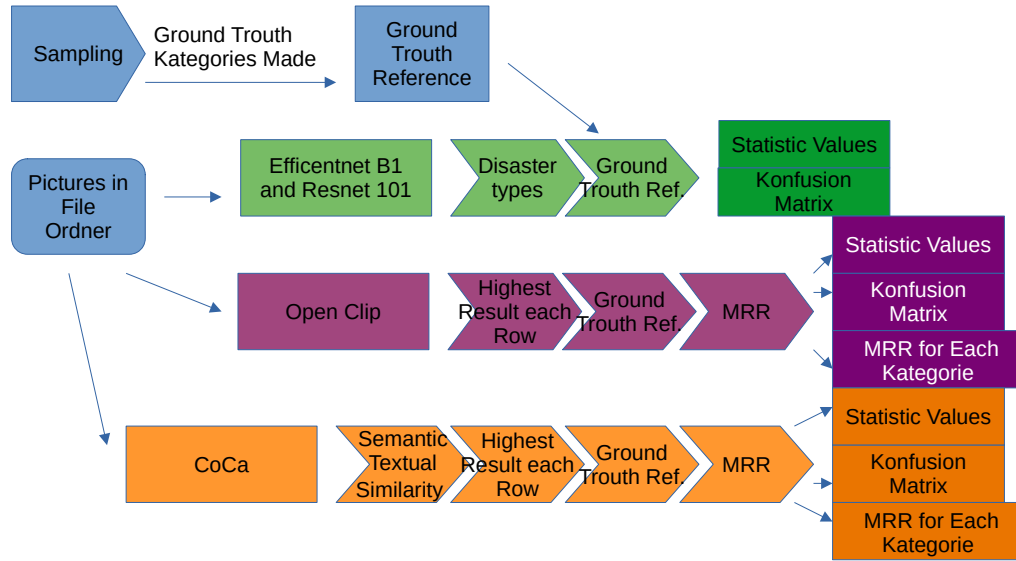 Sampling
Ground Trouth
Kategories Made
Ground
Trouth
Reference
Pictures in
File
Ordner
Efficentnet B1
and Resnet 101
Disaster
types
Ground
Trouth Ref.
Statistic Values
Konfusion
Matrix
Open Clip
Highest
Result each
Row
Ground
Trouth Ref.
MRR
Statistic Values
Konfusion
Matrix
MRR for Each
Kategorie
CoCa
Semantic
Textual
Similarity
Highest
Result each
Row
Ground
Trouth Ref.
MRR
Statistic Values
Konfusion
Matrix
MRR for Each
Kategorie